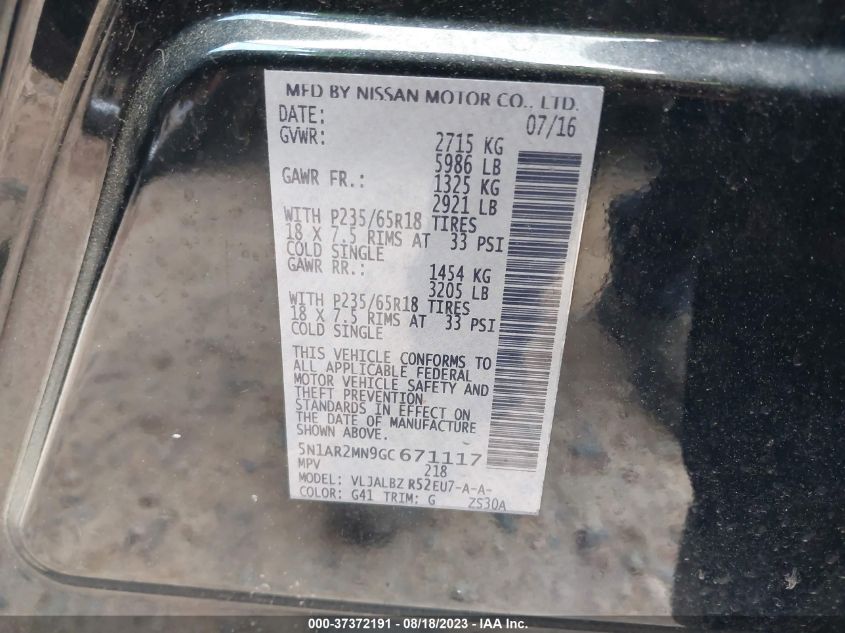 MFD BY NISSAN MOTOR CO., LTD.
DATE: 07/16
GVWR: 2715 KG
5986 LB
GAWR FR.: 1325 KG
2921 LB
WITH P235/65R18 TIRES
18 X 7.5 RIMS AT 33 PSI
COLD SINGLE
GAWR RR.: 1454 KG
3205 LB
WITH P235/65R18 TIRES
18 X 7.5 RIMS AT 33 PSI
COLD SINGLE
THIS VEHICLE CONFORMS TO
ALL APPLICABLE FEDERAL
MOTOR VEHICLE SAFETY AND
THEFT PREVENTION
STANDARDS IN EFFECT ON
THE DATE OF MANUFACTURE
SHOWN ABOVE.
5N1AR2MN9GC671117
MPV 218
MODEL: VLJALBZ R52EU7-A-A-
COLOR: G41 TRIM: G ZS30A
000-37372191 - 08/18/2023 - IAA Inc.